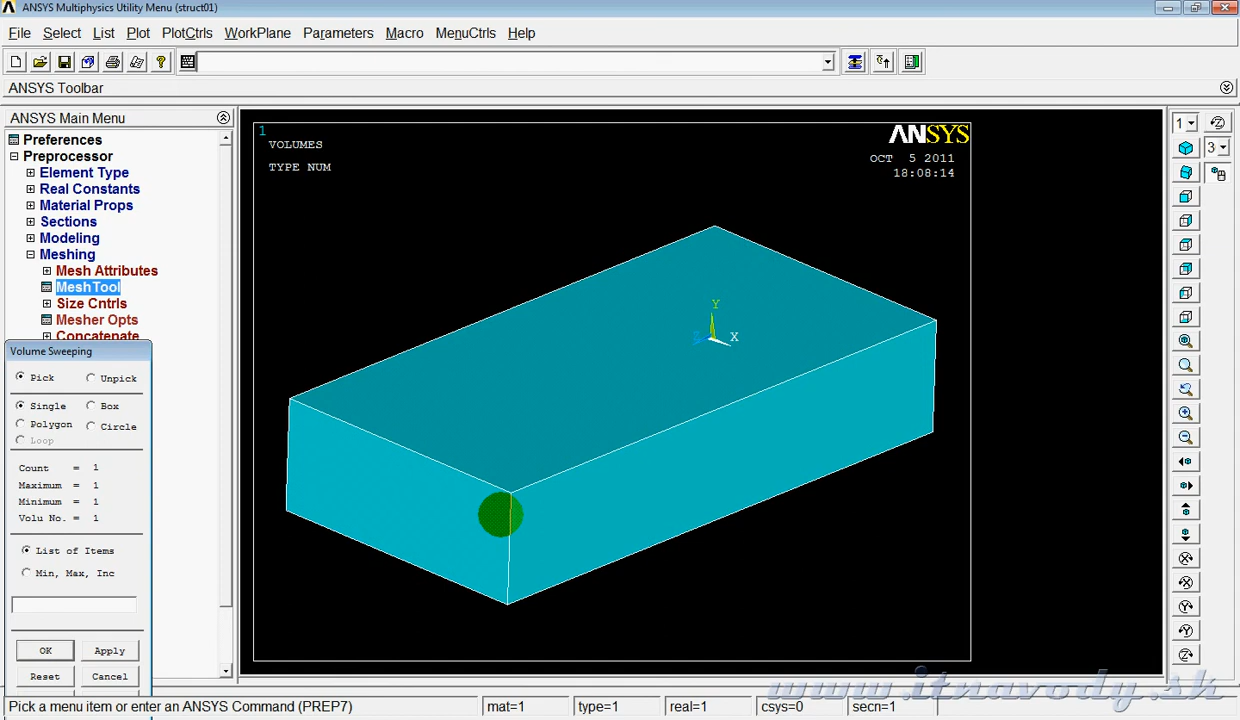 ANSYS Multiphysics Utility Menu (struct01)
File Select List Plot PlotCtrls WorkPlane Parameters Macro MenuCtrls Help
ANSYS Toolbar
ANSYS Main Menu
Preferences
Preprocessor
Element Type
Real Constants
Material Props
Sections
Modeling
Meshing
Mesh Attributes
MeshTool
Size Cntrls
Mesher Opts
Concatenate
Volume Sweeping
Pick Unpick
Single Box
Polygon Circle
Loop
Count = 1
Maximum = 1
Minimum = 1
Volu No. = 1
List of Items
Min, Max, Inc
OK Apply
Reset Cancel
1
VOLUMES
TYPE NUM
ANSYS
OCT 5 2011
18:08:14
Y
X
Z
1
3
www.itnavody.sk
Pick a menu item or enter an ANSYS Command (PREP7) mat=1 type=1 real=1 csys=0 secn=1